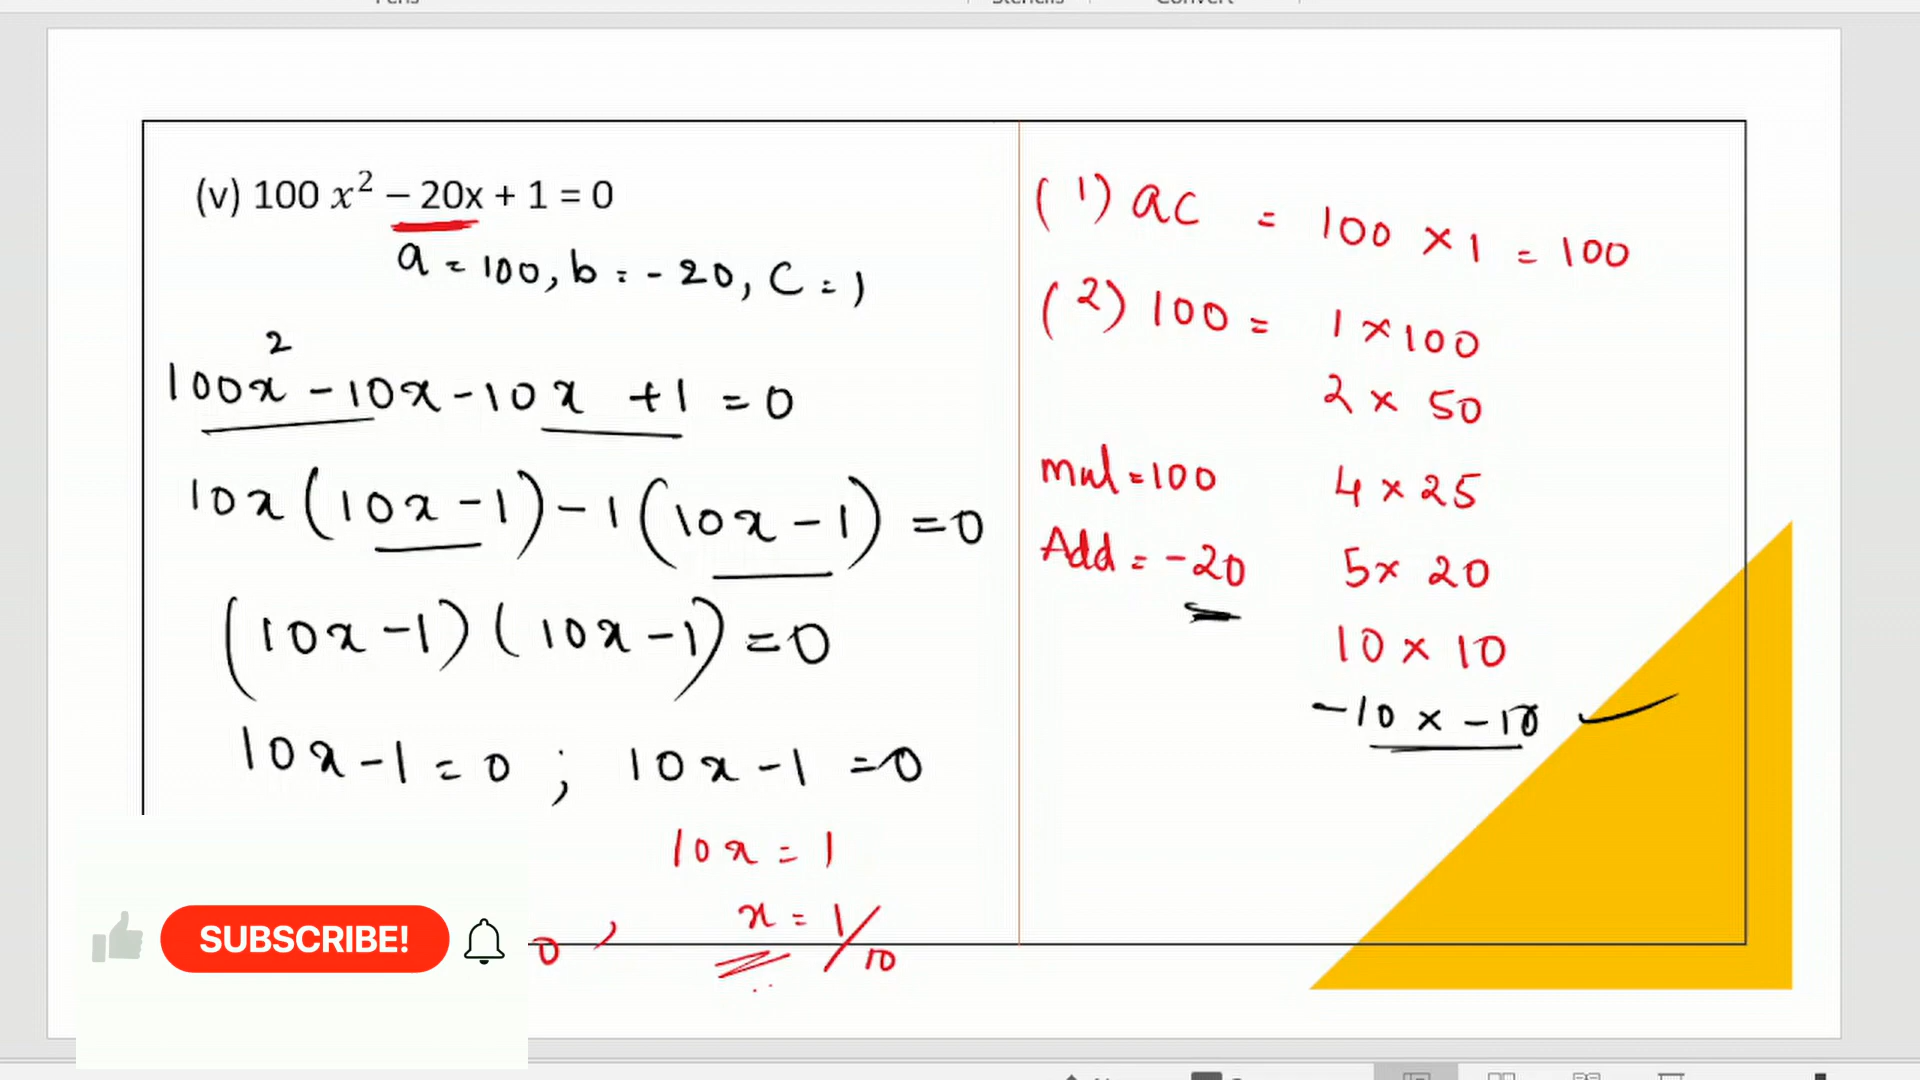 (v) 100 x² – 20x + 1 = 0
a = 100, b = - 20, C = 1
100x² - 10x - 10x + 1 = 0
10x (10x - 1) - 1 (10x - 1) = 0
(10x - 1) (10x - 1) = 0
10x - 1 = 0 ; 10x - 1 = 0
10x = 1
0 , x = 1/10
SUBSCRIBE!
(1) ac = 100 × 1 = 100
(2) 100 = 1 × 100
2 × 50
mul = 100 4 × 25
Add = - 20 5 × 20
10 × 10
-10 × -10